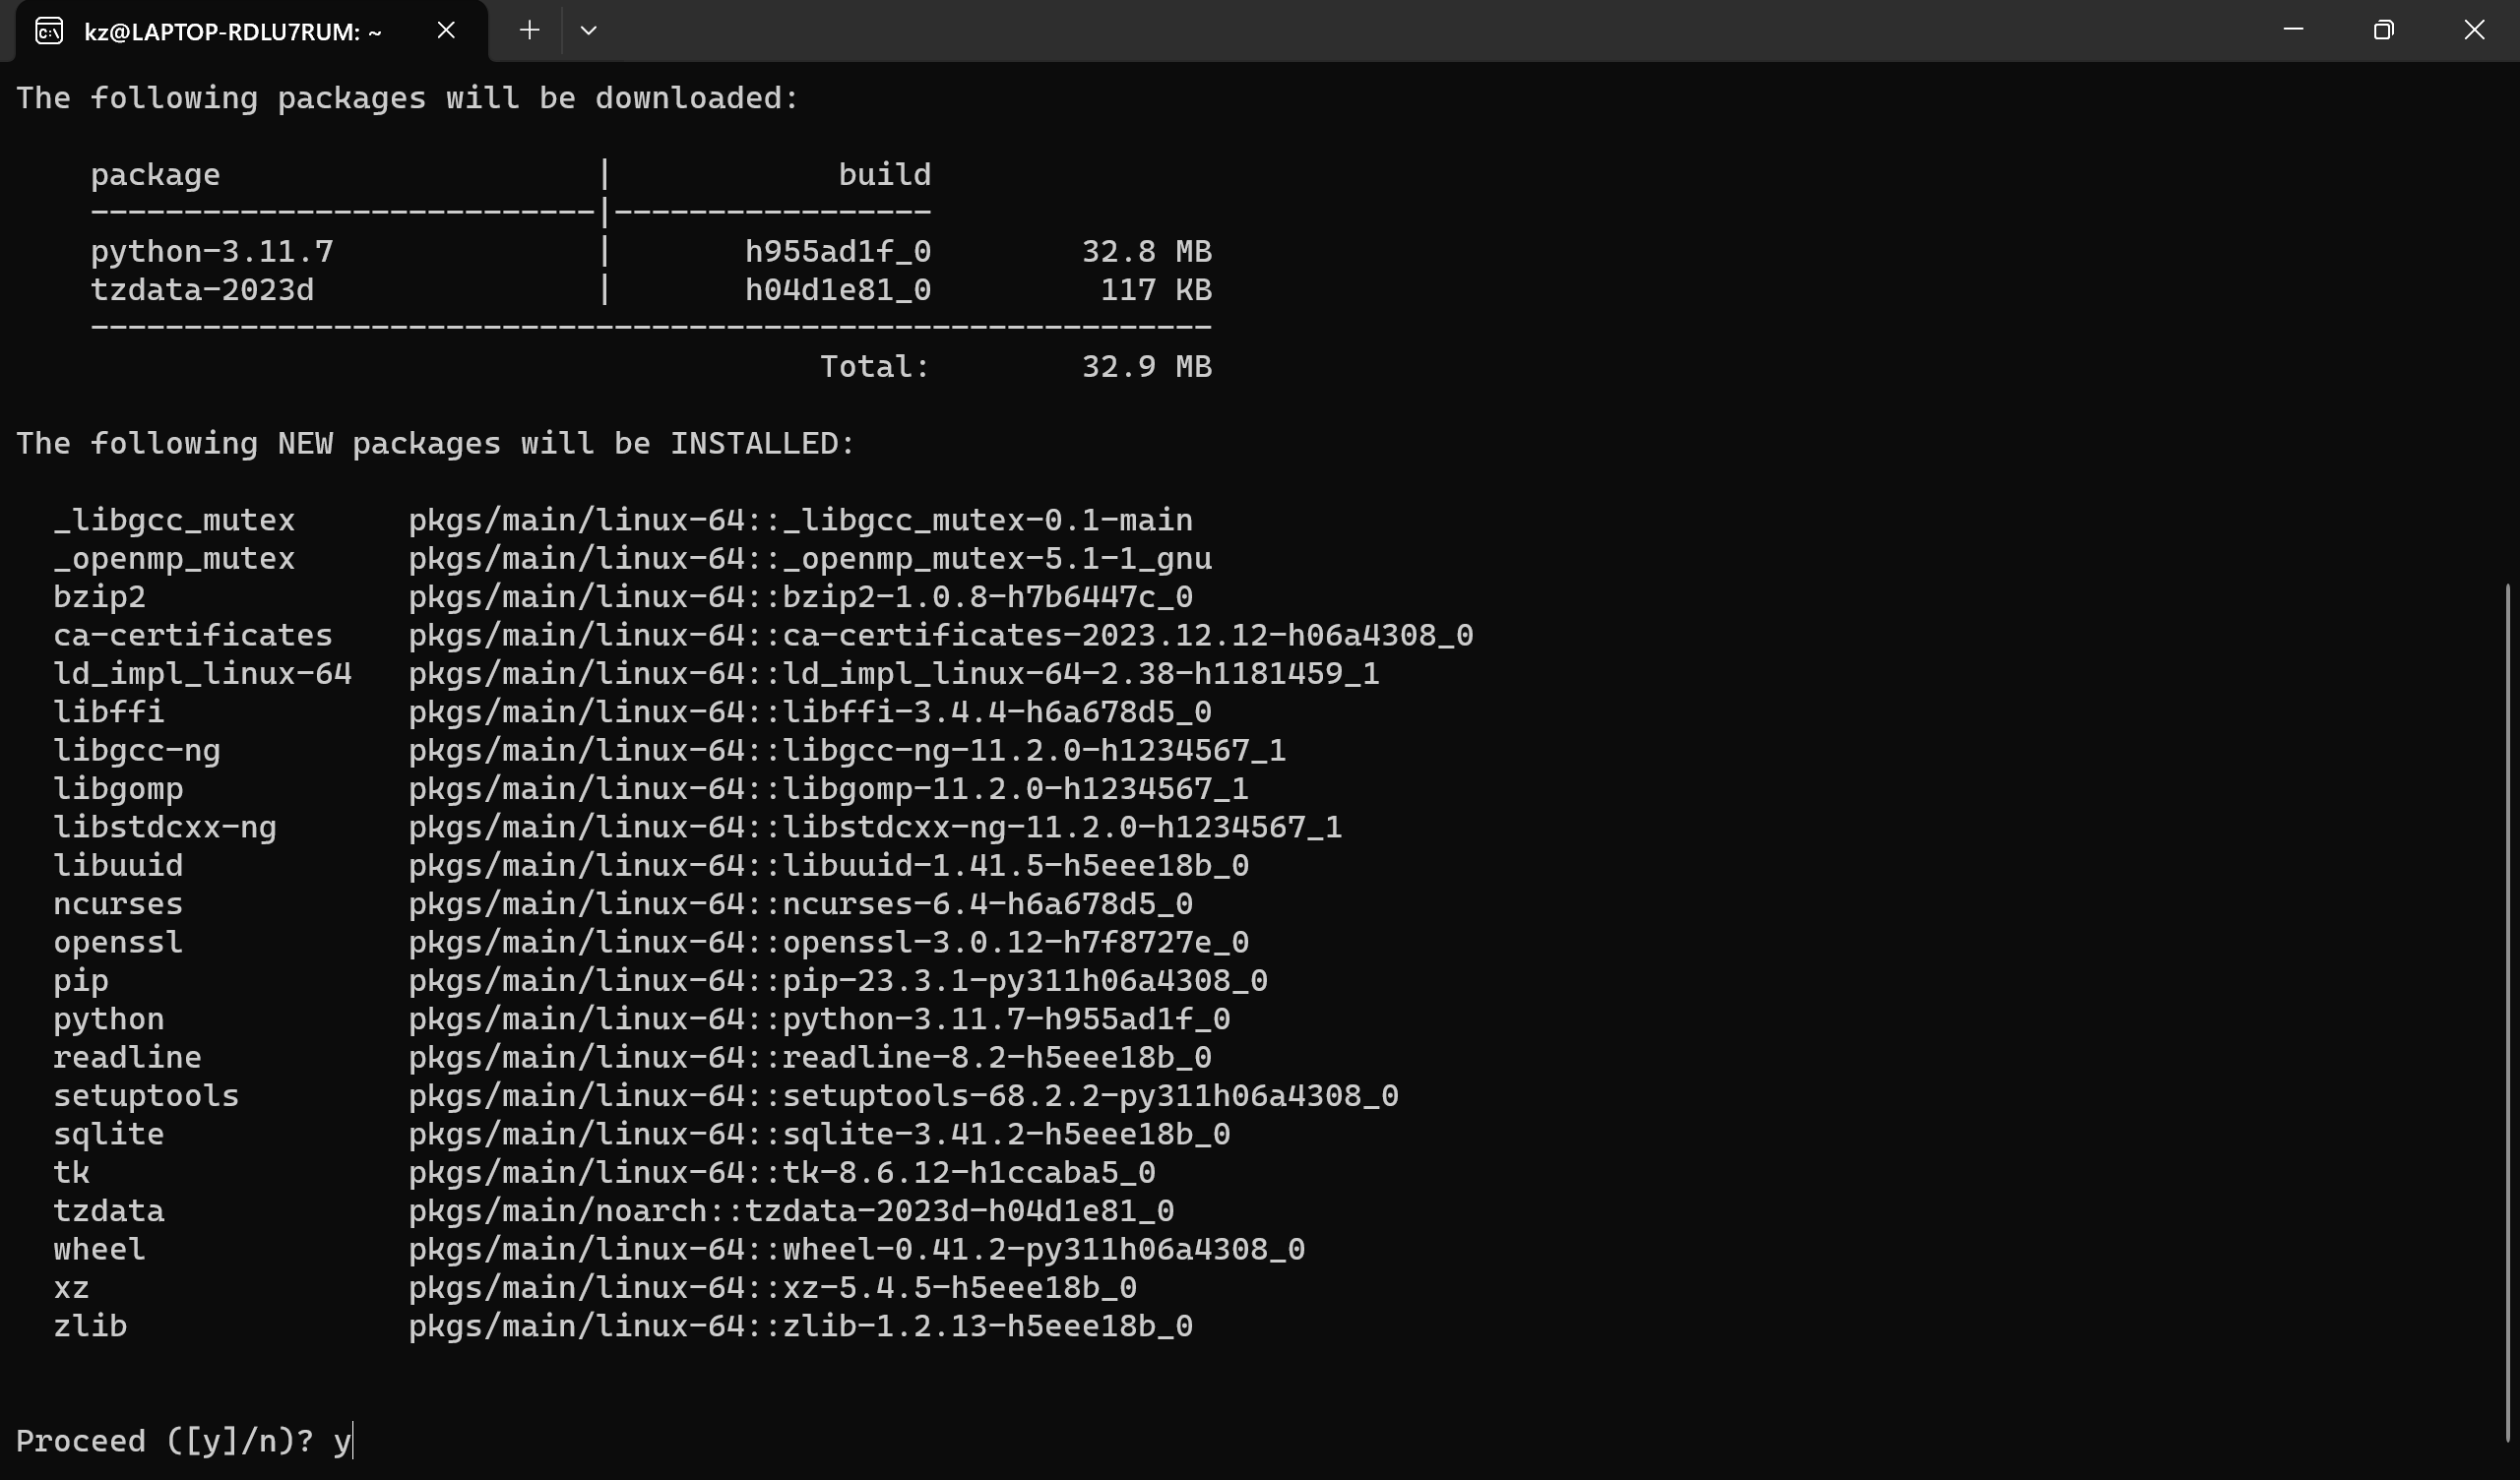 kz@LAPTOP-RDLU7RUM: ~
The following packages will be downloaded:
package | build
---------------------------|-----------------
python-3.11.7 | h955ad1f_0 32.8 MB
tzdata-2023d | h04d1e81_0 117 KB
------------------------------------------------------------
Total: 32.9 MB
The following NEW packages will be INSTALLED:
_libgcc_mutex pkgs/main/linux-64::_libgcc_mutex-0.1-main
_openmp_mutex pkgs/main/linux-64::_openmp_mutex-5.1-1_gnu
bzip2 pkgs/main/linux-64::bzip2-1.0.8-h7b6447c_0
ca-certificates pkgs/main/linux-64::ca-certificates-2023.12.12-h06a4308_0
ld_impl_linux-64 pkgs/main/linux-64::ld_impl_linux-64-2.38-h1181459_1
libffi pkgs/main/linux-64::libffi-3.4.4-h6a678d5_0
libgcc-ng pkgs/main/linux-64::libgcc-ng-11.2.0-h1234567_1
libgomp pkgs/main/linux-64::libgomp-11.2.0-h1234567_1
libstdcxx-ng pkgs/main/linux-64::libstdcxx-ng-11.2.0-h1234567_1
libuuid pkgs/main/linux-64::libuuid-1.41.5-h5eee18b_0
ncurses pkgs/main/linux-64::ncurses-6.4-h6a678d5_0
openssl pkgs/main/linux-64::openssl-3.0.12-h7f8727e_0
pip pkgs/main/linux-64::pip-23.3.1-py311h06a4308_0
python pkgs/main/linux-64::python-3.11.7-h955ad1f_0
readline pkgs/main/linux-64::readline-8.2-h5eee18b_0
setuptools pkgs/main/linux-64::setuptools-68.2.2-py311h06a4308_0
sqlite pkgs/main/linux-64::sqlite-3.41.2-h5eee18b_0
tk pkgs/main/linux-64::tk-8.6.12-h1ccaba5_0
tzdata pkgs/main/noarch::tzdata-2023d-h04d1e81_0
wheel pkgs/main/linux-64::wheel-0.41.2-py311h06a4308_0
xz pkgs/main/linux-64::xz-5.4.5-h5eee18b_0
zlib pkgs/main/linux-64::zlib-1.2.13-h5eee18b_0
Proceed ([y]/n)? y